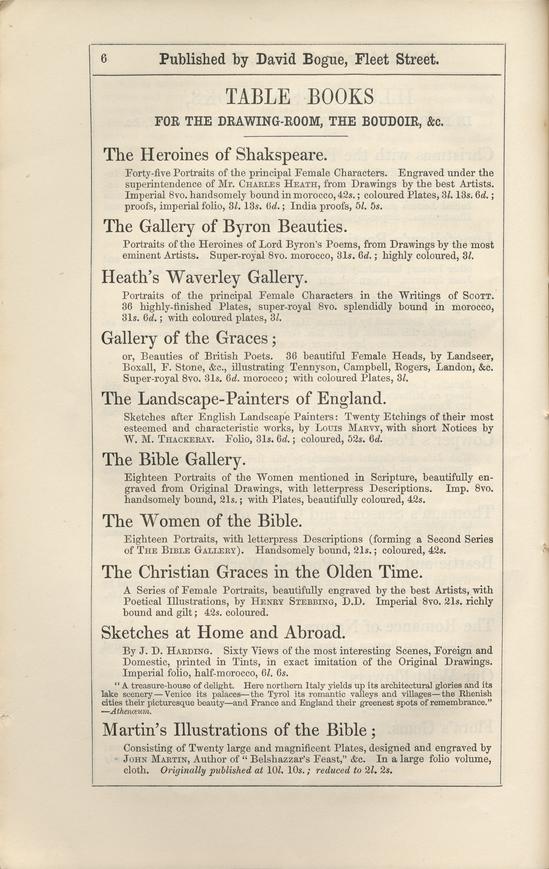 6 Published by David Bogue, Fleet Street.
TABLE BOOKS
FOR THE DRAWING-ROOM, THE BOUDOIR, &c.
The Heroines of Shakspeare.
Forty-five Portraits of the principal Female Characters. Engraved under the
superintendence of Mr. CHARLES HEATH, from Drawings by the best Artists.
Imperial 8vo. handsomely bound in morocco, 42s.; coloured Plates, 3l. 13s. 6d.;
proofs, imperial folio, 3l. 13s. 6d.; India proofs, 5l. 5s.
The Gallery of Byron Beauties.
Portraits of the Heroines of Lord Byron's Poems, from Drawings by the most
eminent Artists. Super-royal 8vo. morocco, 31s. 6d.; highly coloured, 3l.
Heath's Waverley Gallery.
Portraits of the principal Female Characters in the Writings of SCOTT.
36 highly-finished Plates, super-royal 8vo. splendidly bound in morocco,
31s. 6d.; with coloured plates, 3l.
Gallery of the Graces;
or, Beauties of British Poets. 36 beautiful Female Heads, by Landseer,
Boxall, F. Stone, &c., illustrating Tennyson, Campbell, Rogers, Landon, &c.
Super-royal 8vo. 31s. 6d. morocco; with coloured Plates, 3l.
The Landscape-Painters of England.
Sketches after English Landscape Painters: Twenty Etchings of their most
esteemed and characteristic works, by LOUIS MARVY, with short Notices by
W. M. THACKERAY. Folio, 31s. 6d.; coloured, 52s. 6d.
The Bible Gallery.
Eighteen Portraits of the Women mentioned in Scripture, beautifully en-
graved from Original Drawings, with letterpress Descriptions. Imp. 8vo.
handsomely bound, 21s.; with Plates, beautifully coloured, 42s.
The Women of the Bible.
Eighteen Portraits, with letterpress Descriptions (forming a Second Series
of THE BIBLE GALLERY). Handsomely bound, 21s.; coloured, 42s.
The Christian Graces in the Olden Time.
A Series of Female Portraits, beautifully engraved by the best Artists, with
Poetical Illustrations, by HENRY STEBBING, D.D. Imperial 8vo. 21s. richly
bound and gilt; 42s. coloured.
Sketches at Home and Abroad.
By J. D. HARDING. Sixty Views of the most interesting Scenes, Foreign and
Domestic, printed in Tints, in exact imitation of the Original Drawings.
Imperial folio, half-morocco, 6l. 6s.
"A treasure-house of delight. Here northern Italy yields up its architectural glories and its
lake scenery—Venice its palaces—the Tyrol its romantic valleys and villages—the Rhenish
cities their picturesque beauty—and France and England their greenest spots of remembrance."
—Athenæum.
Martin's Illustrations of the Bible;
Consisting of Twenty large and magnificent Plates, designed and engraved by
JOHN MARTIN, Author of "Belshazzar's Feast," &c. In a large folio volume,
cloth. Originally published at 10l. 10s.; reduced to 2l. 2s.